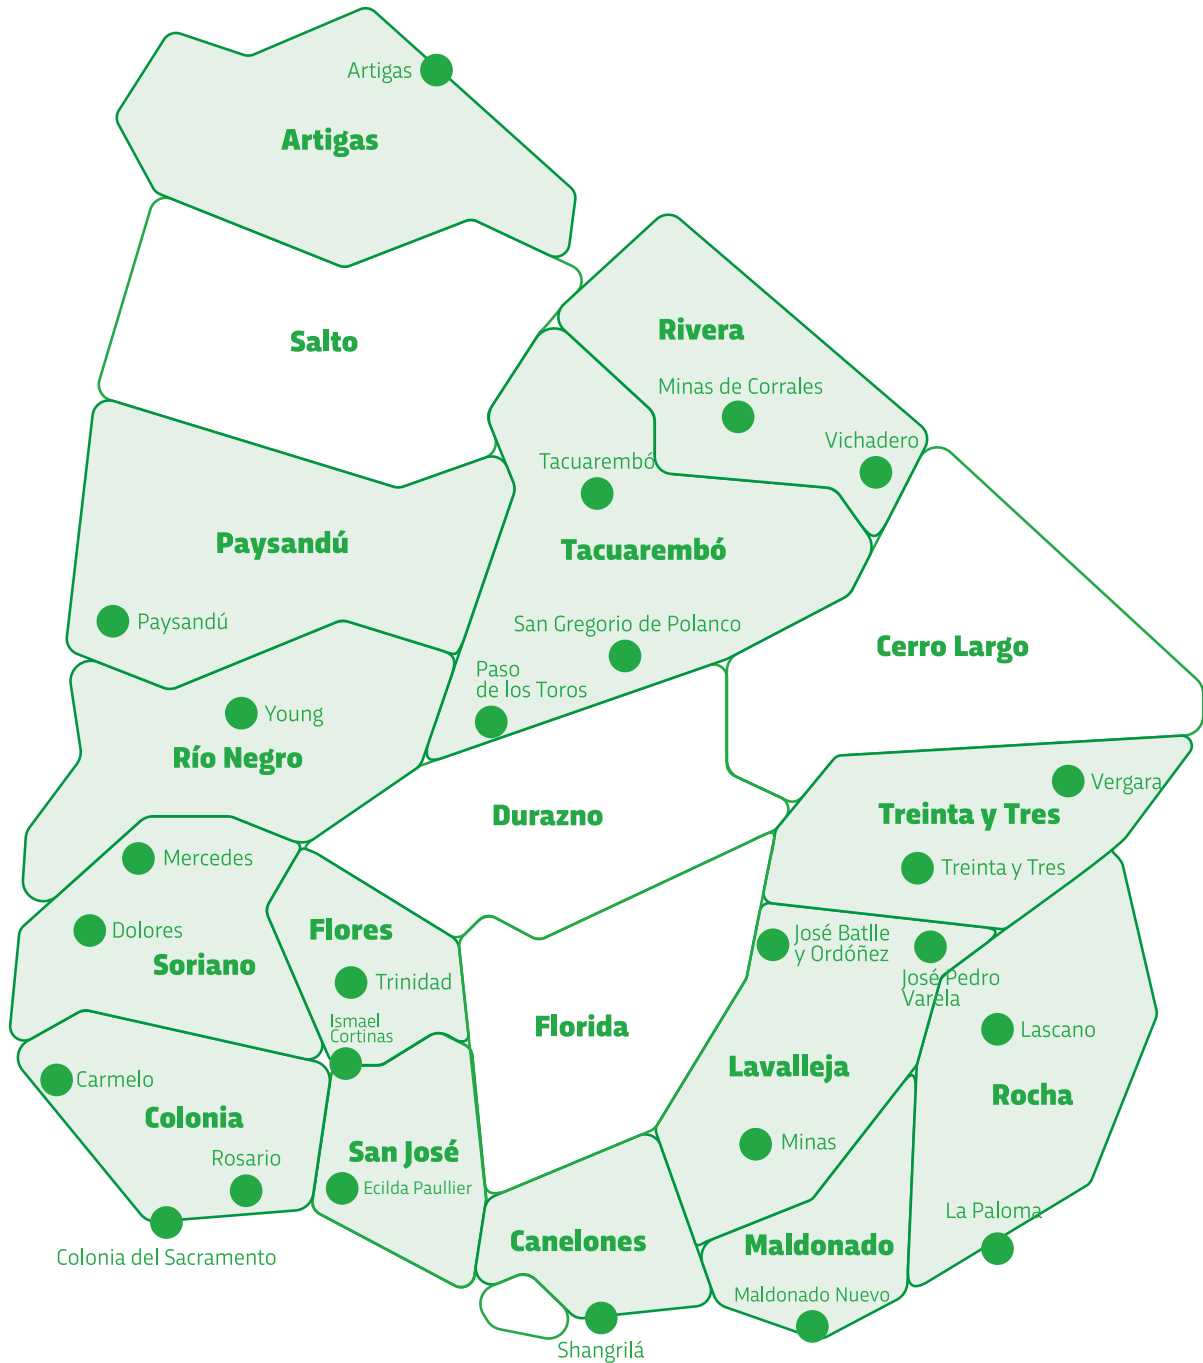 Artigas
Artigas
Salto
Rivera
Minas de Corrales
Vichadero
Tacuarembó
Paysandú
Tacuarembó
Paysandú
San Gregorio de Polanco
Cerro Largo
Paso
de los Toros
Young
Río Negro
Vergara
Durazno
Treinta y Tres
Mercedes
Treinta y Tres
Dolores
Flores
José Batlle
y Ordóñez
Soriano
Trinidad
José Pedro
Varela
Ismael
Cortinas
Florida
Lascano
Lavalleja
Carmelo
Rocha
Colonia
Minas
San José
Rosario
Ecilda Paullier
La Paloma
Canelones
Maldonado
Colonia del Sacramento
Maldonado Nuevo
Shangrilá